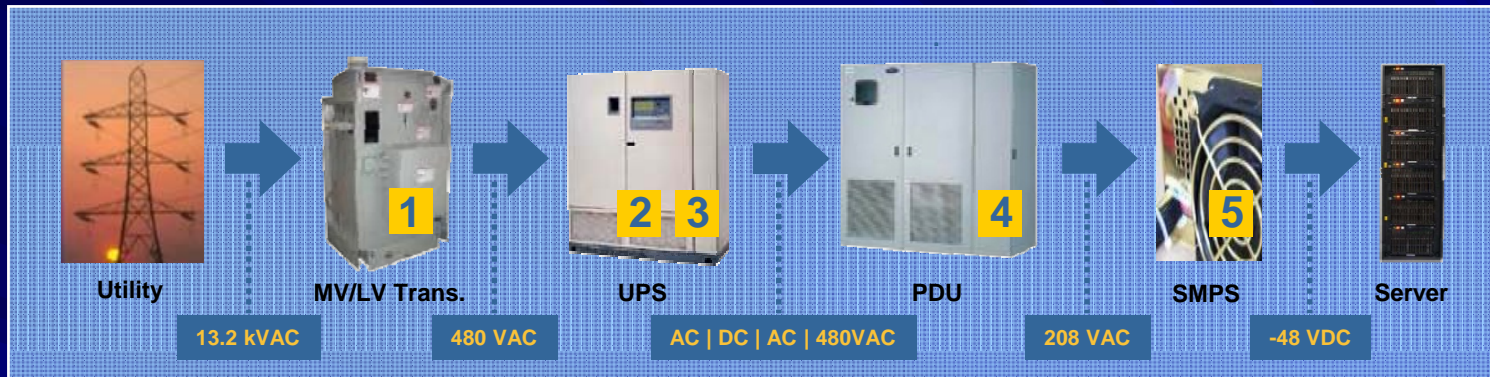 1
2 3
4
5
Utility
MV/LV Trans.
UPS
PDU
SMPS
Server
13.2 kVAC
480 VAC
AC | DC | AC | 480VAC
208 VAC
-48 VDC